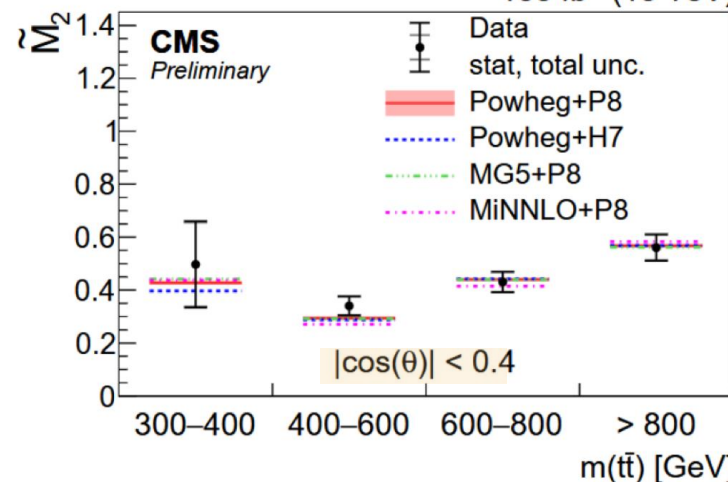 M̃₂
1.4
1.2
1
0.8
0.6
0.4
0.2
0
CMS
Preliminary
Data
stat, total unc.
Powheg+P8
Powheg+H7
MG5+P8
MiNNLO+P8
|cos(θ)| < 0.4
300–400 400–600 600–800 > 800
m(tt̄) [GeV]